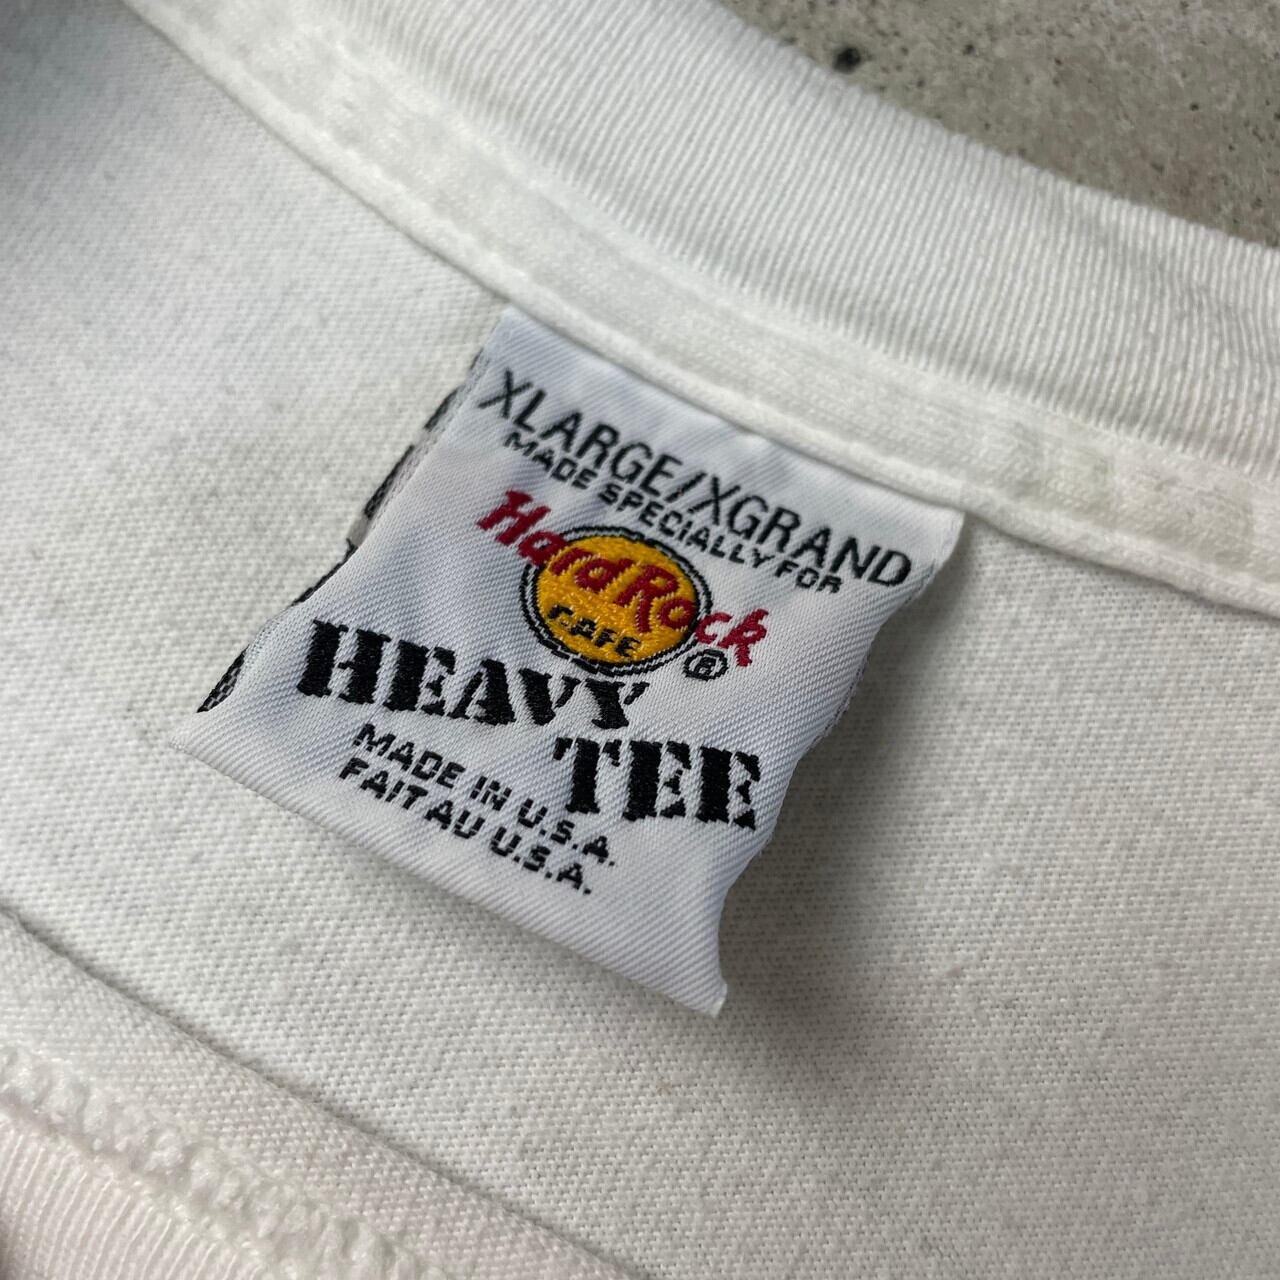 XLARGE/XGRAND
MADE SPECIALLY FOR
Hard Rock
CAFE
®
HEAVY
TEE
MADE IN U.S.A.
FAIT AU U.S.A.